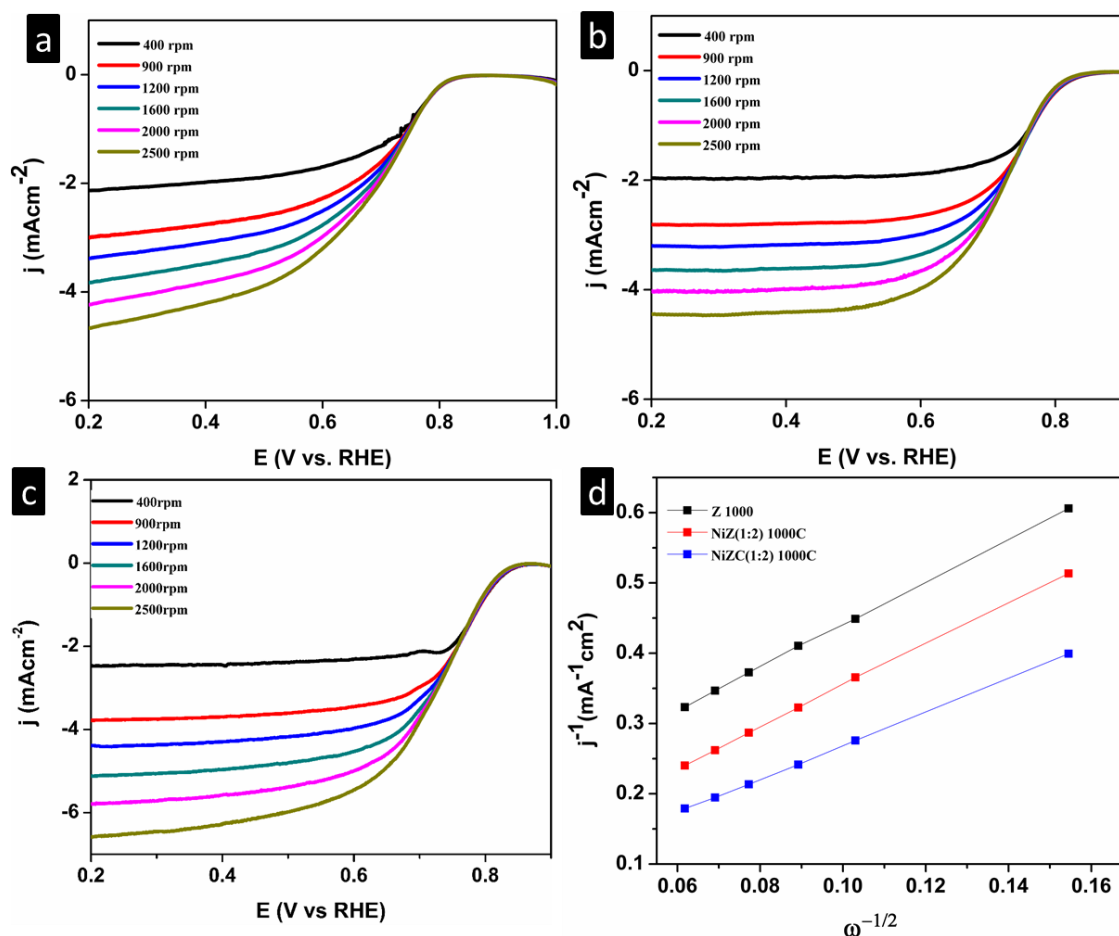 a
400 rpm
900 rpm
1200 rpm
1600 rpm
2000 rpm
2500 rpm
0
-2
-4
-6
j (mAcm⁻²)
0.2 0.4 0.6 0.8 1.0
E (V vs. RHE)
b
400 rpm
900 rpm
1200 rpm
1600 rpm
2000 rpm
2500 rpm
0
-2
-4
-6
j (mAcm⁻²)
0.2 0.4 0.6 0.8
E (V vs. RHE)
c
400rpm
900rpm
1200rpm
1600rpm
2000rpm
2500rpm
2
0
-2
-4
-6
j (mAcm⁻²)
0.2 0.4 0.6 0.8
E (V vs RHE)
d
Z 1000
NiZ(1:2) 1000C
NiZC(1:2) 1000C
0.6
0.5
0.4
0.3
0.2
0.1
j⁻¹(mA⁻¹cm²)
0.06 0.08 0.10 0.12 0.14 0.16
ω⁻¹/²